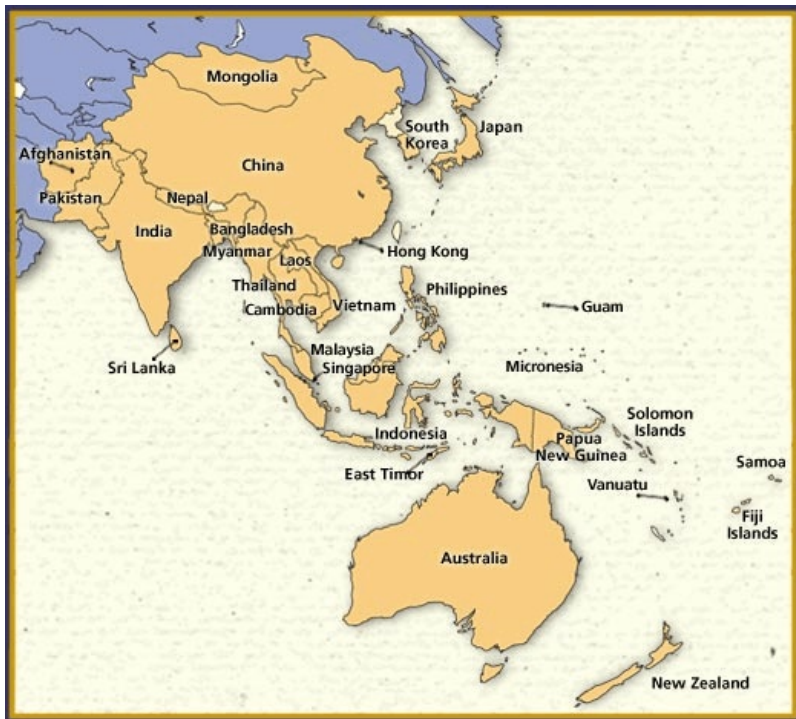 Mongolia
South
Korea
Japan
Afghanistan
China
Pakistan
Nepal
India
Bangladesh
Myanmar
Hong Kong
Laos
Thailand
Philippines
Cambodia
Vietnam
Guam
Malaysia
Sri Lanka
Singapore
Micronesia
Solomon
Islands
Indonesia
Papua
New Guinea
East Timor
Samoa
Vanuatu
Fiji
Islands
Australia
New Zealand